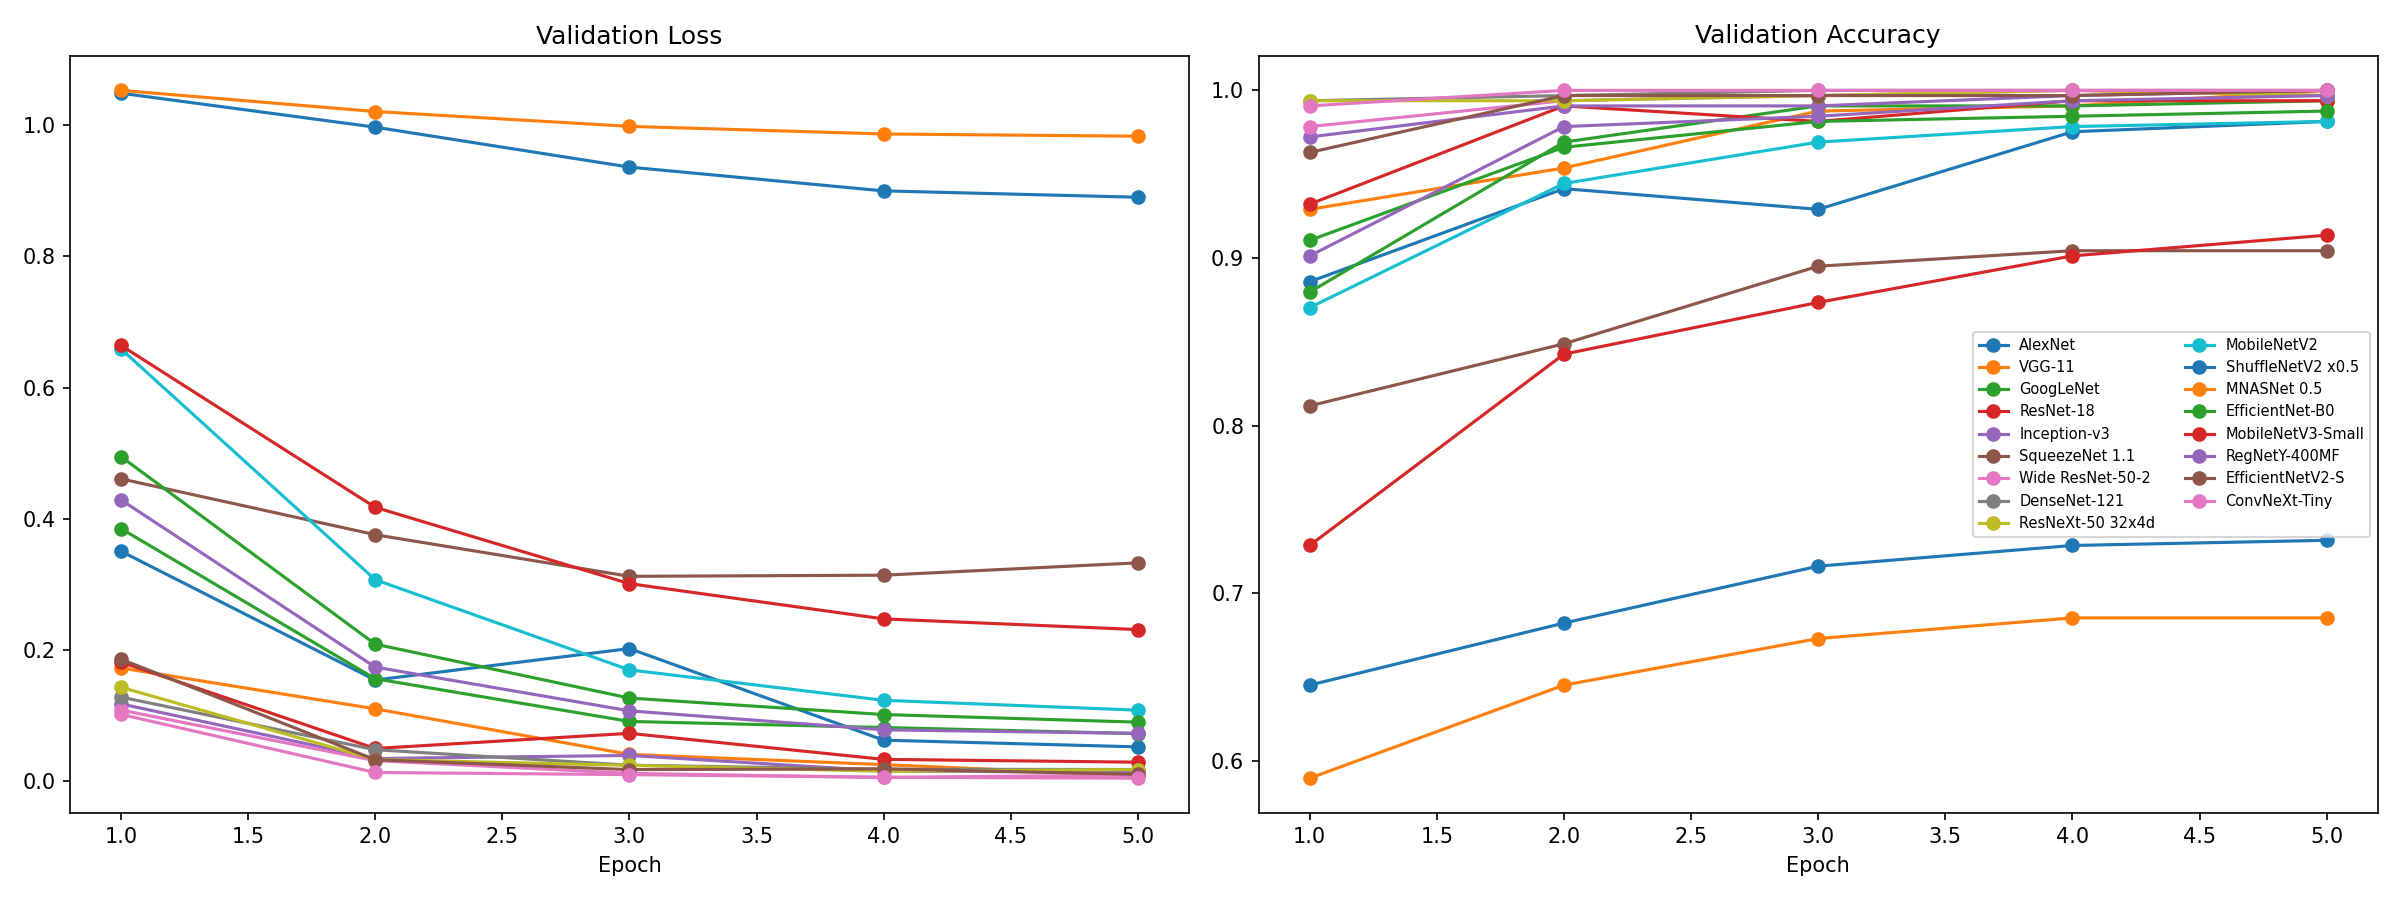 Validation Loss
1.0
0.8
0.6
0.4
0.2
0.0
1.0 1.5 2.0 2.5 3.0 3.5 4.0 4.5 5.0
Epoch
Validation Accuracy
1.0
0.9
0.8
0.7
0.6
AlexNet
VGG-11
GoogLeNet
ResNet-18
Inception-v3
SqueezeNet 1.1
Wide ResNet-50-2
DenseNet-121
ResNeXt-50 32x4d
MobileNetV2
ShuffleNetV2 x0.5
MNASNet 0.5
EfficientNet-B0
MobileNetV3-Small
RegNetY-400MF
EfficientNetV2-S
ConvNeXt-Tiny
1.0 1.5 2.0 2.5 3.0 3.5 4.0 4.5 5.0
Epoch